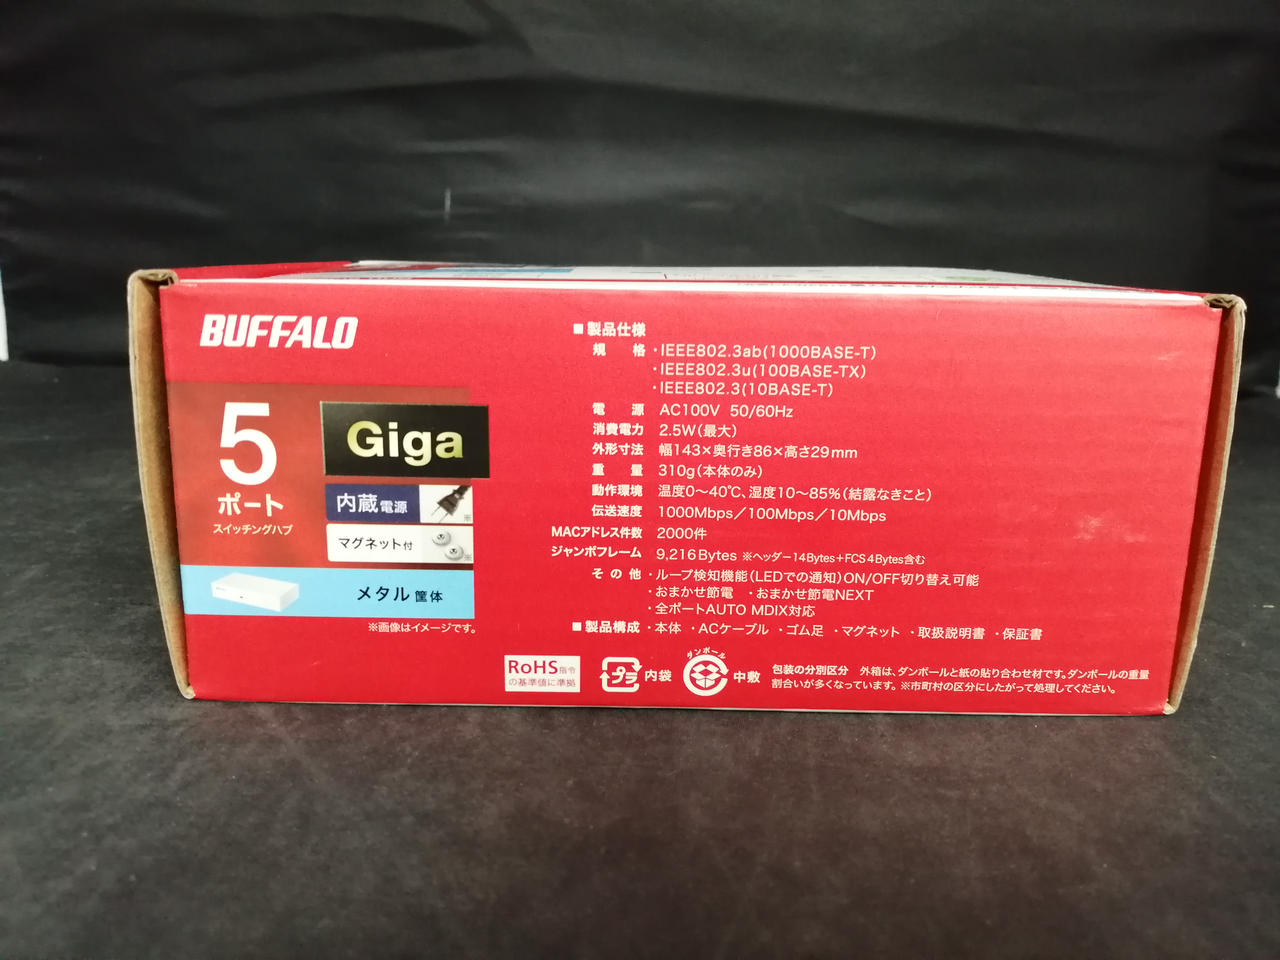 BUFFALO
5
ポート
スイッチングハブ
Giga
内蔵電源
※
マグネット付
※
メタル筐体
※画像はイメージです。
■製品仕様
規格 ・IEEE802.3ab(1000BASE-T)
・IEEE802.3u(100BASE-TX)
・IEEE802.3(10BASE-T)
電源 AC100V 50/60Hz
消費電力 2.5W(最大)
外形寸法 幅143×奥行き86×高さ29mm
重量 310g(本体のみ)
動作環境 温度0〜40℃、湿度10〜85%(結露なきこと)
伝送速度 1000Mbps/100Mbps/10Mbps
MACアドレス件数 2000件
ジャンボフレーム 9,216Bytes ※ヘッダー14Bytes+FCS4Bytes含む
その他 ・ループ検知機能(LEDでの通知)ON/OFF切り替え可能
・おまかせ節電 ・おまかせ節電NEXT
・全ポートAUTO MDIX対応
■製品構成 ・本体 ・ACケーブル ・ゴム足 ・マグネット ・取扱説明書 ・保証書
RoHS指令
の基準値に準拠
プラ 内袋
ダンボール 中敷
包装の分別区分 外箱は、ダンボールと紙の貼り合わせ材です。ダンボールの重量
割合いが多くなっています。※市町村の区分にしたがって処理してください。